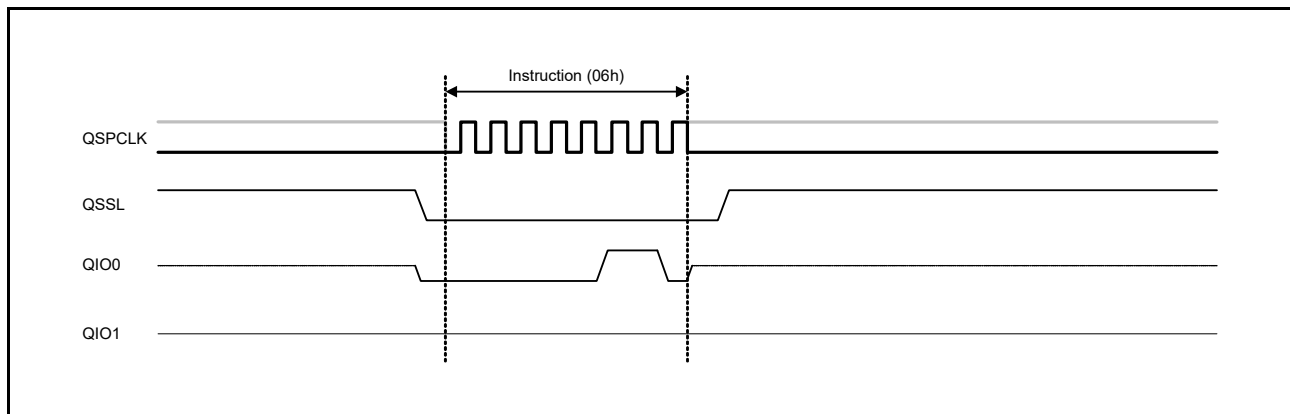 Instruction (06h)
QSPCLK
QSSL
QIO0
QIO1